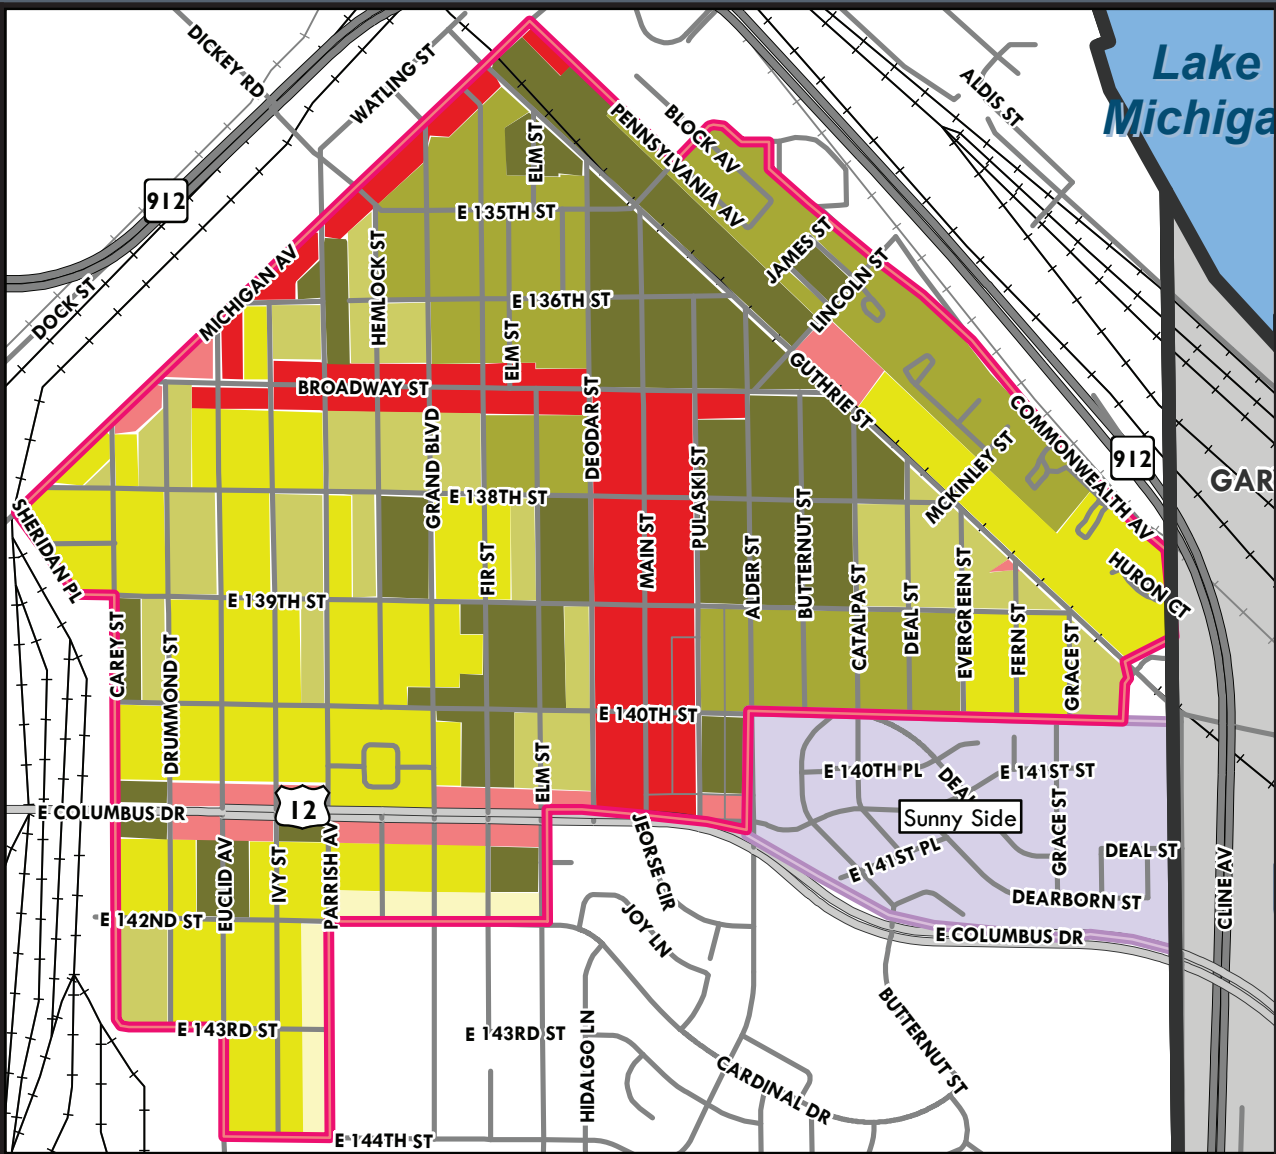 DICKEY RD
WATLING ST
ALDIS ST
Lake
Michiga
BLOCK AV
PENNSYLVANIA AV
ELM ST
912
E 135TH ST
JAMES ST
LINCOLN ST
HEMLOCK ST
MICHIGAN AV
DOCK ST
E 136TH ST
ELM ST
GUTHRIE ST
BROADWAY ST
DEODAR ST
GRAND BLVD
COMMONWEALTH AV
912
GAR
MCKINLEY ST
PULASKI ST
E 138TH ST
MAIN ST
BUTTERNUT ST
SHERIDAN PL
FIR ST
ALDER ST
CATALPA ST
DEAL ST
EVERGREEN ST
FERN ST
GRACE ST
HURON CT
E 139TH ST
CAREY ST
DRUMMOND ST
E 140TH ST
ELM ST
E 140TH PL
DEAL
E 141ST ST
12
E COLUMBUS DR
Sunny Side
GRACE ST
E 141ST PL
DEAL ST
DEARBORN ST
JEORSE CIR
EUCLID AV
IVY ST
PARRISH AV
CLINE AV
E 142ND ST
JOY LN
E COLUMBUS DR
BUTTERNUT ST
E 143RD ST
E 143RD ST
HIDALGO LN
CARDINAL DR
E 144TH ST